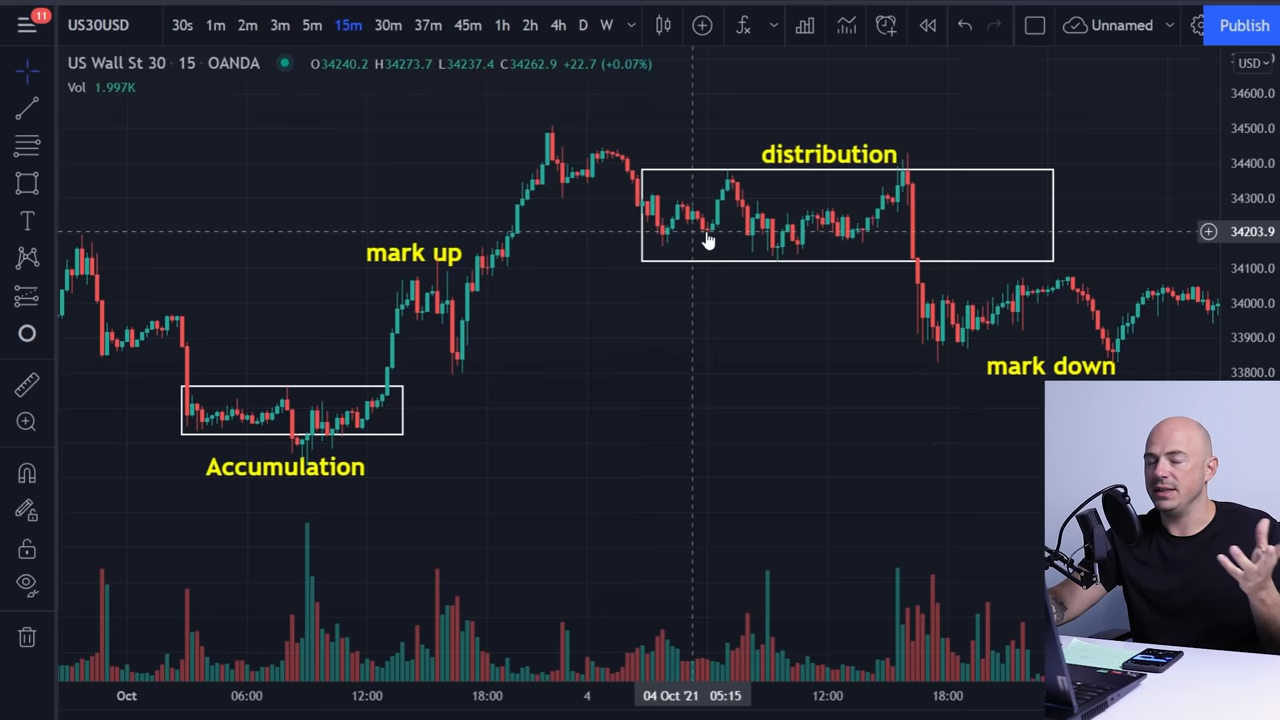 11
US30USD 30s 1m 2m 3m 5m 15m 30m 37m 45m 1h 2h 4h D W Unnamed Publish
US Wall St 30 · 15 · OANDA O34240.2 H34273.7 L34237.4 C34262.9 +22.7 (+0.07%) USD
Vol 1.997K
34600.0
34500.0
distribution
34400.0
34300.0
34203.9
mark up
34100.0
34000.0
33900.0
mark down
33800.0
Accumulation
Oct 06:00 12:00 18:00 4 04 Oct '21 05:15 12:00 18:00